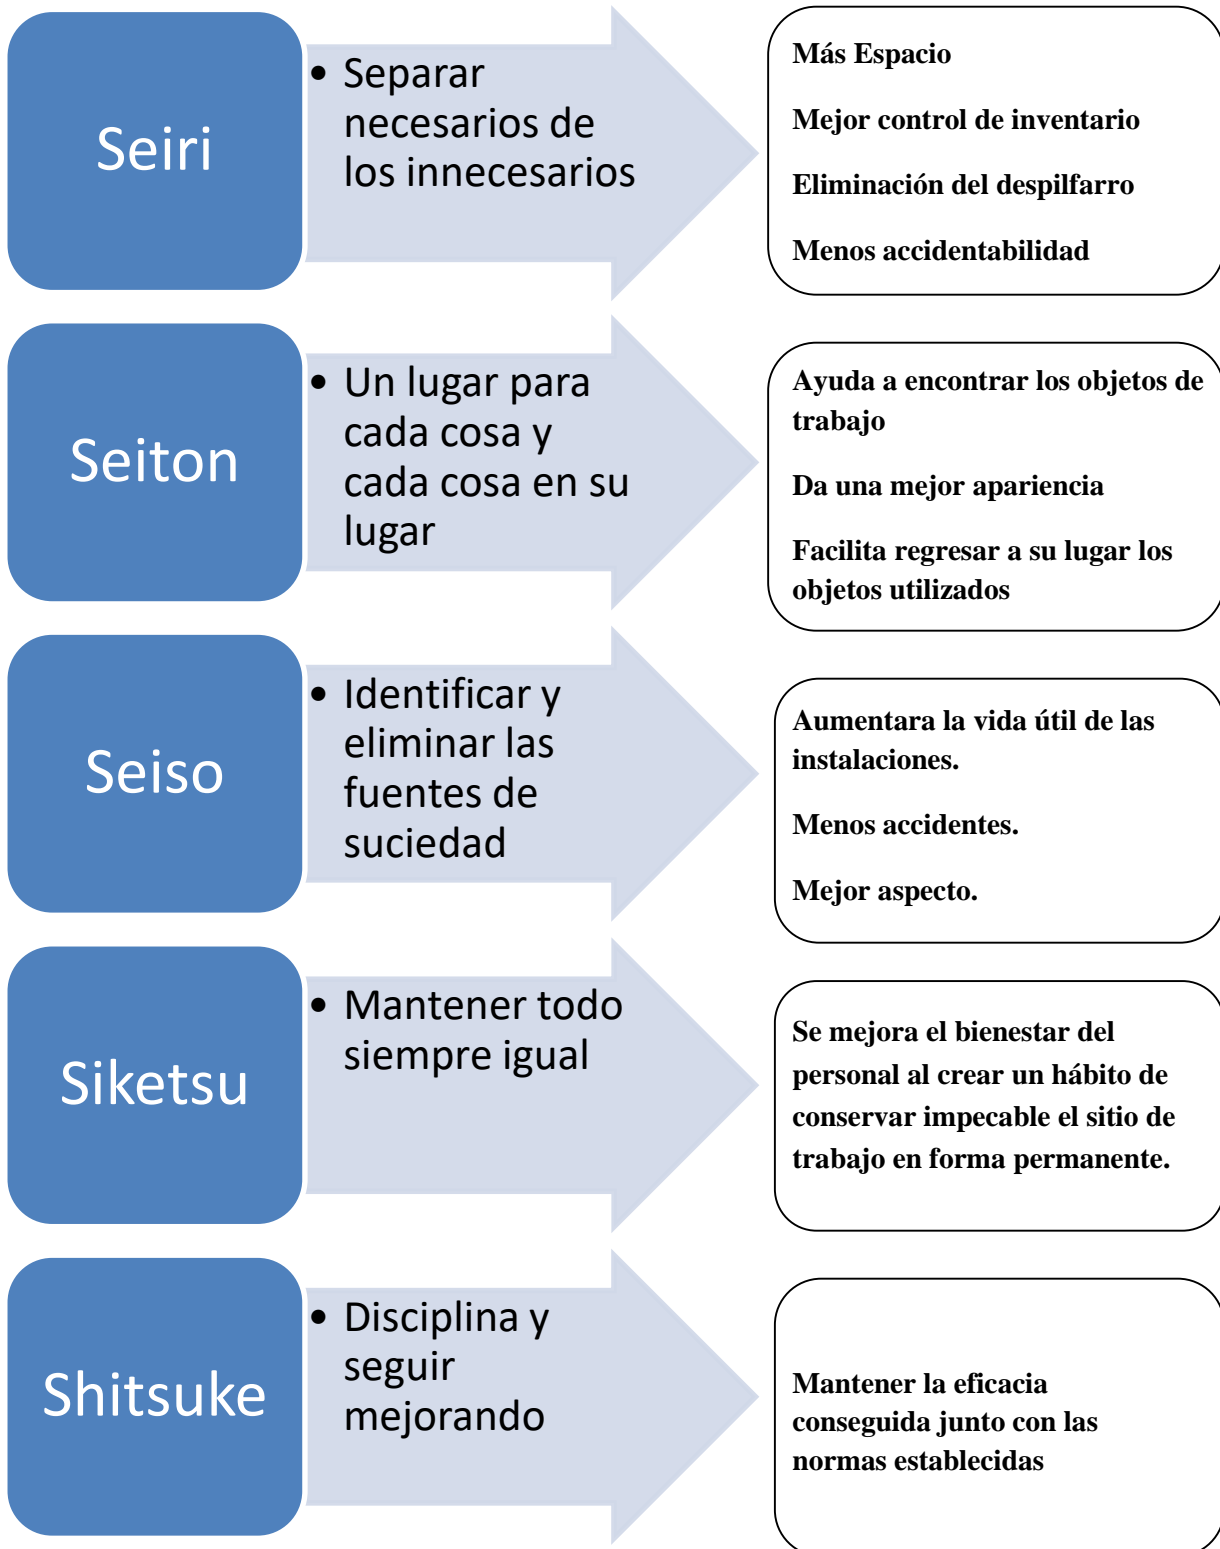 Seiri
• Separar
necesarios de
los innecesarios
Más Espacio
Mejor control de inventario
Eliminación del despilfarro
Menos accidentabilidad
Seiton
• Un lugar para
cada cosa y
cada cosa en su
lugar
Ayuda a encontrar los objetos de
trabajo
Da una mejor apariencia
Facilita regresar a su lugar los
objetos utilizados
Seiso
• Identificar y
eliminar las
fuentes de
suciedad
Aumentara la vida útil de las
instalaciones.
Menos accidentes.
Mejor aspecto.
Siketsu
• Mantener todo
siempre igual
Se mejora el bienestar del
personal al crear un hábito de
conservar impecable el sitio de
trabajo en forma permanente.
Shitsuke
• Disciplina y
seguir
mejorando
Mantener la eficacia
conseguida junto con las
normas establecidas